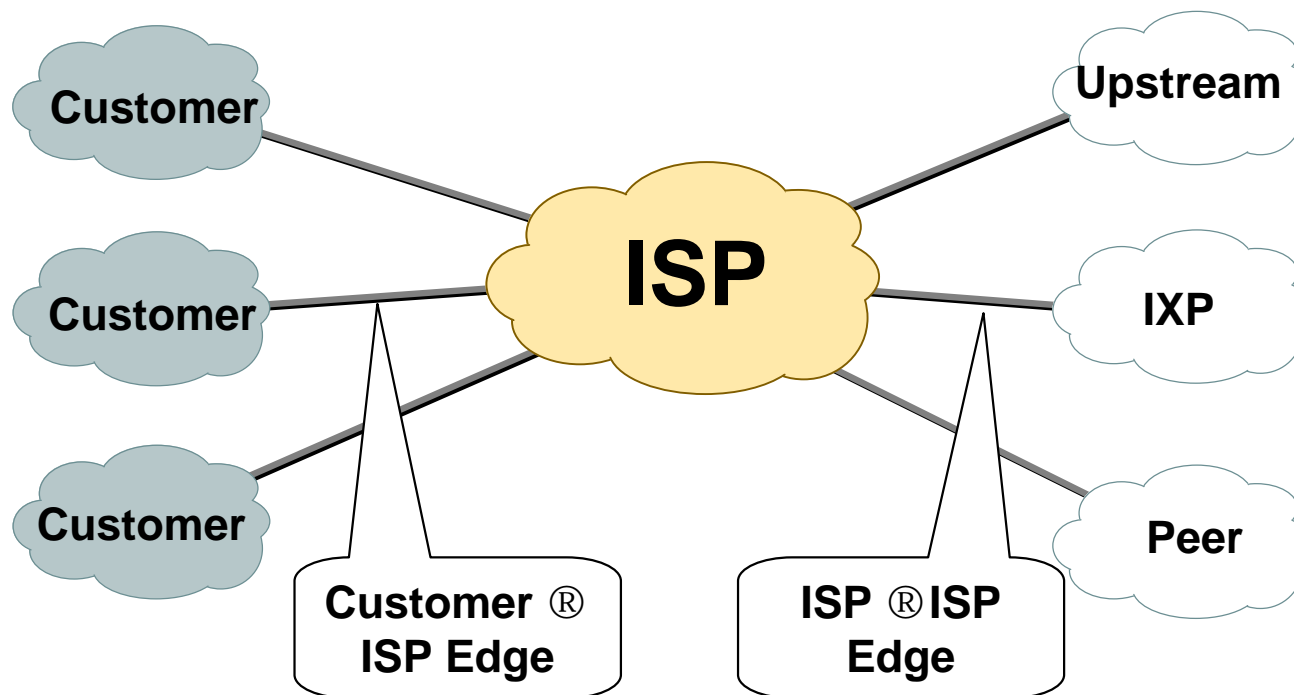 Customer
Upstream
ISP
Customer
IXP
Customer
Peer
Customer ®
ISP Edge
ISP ® ISP
Edge